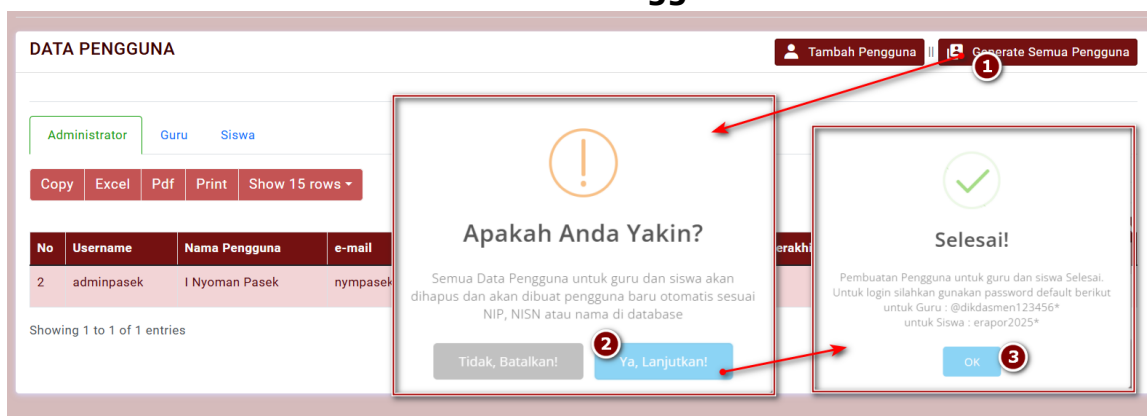 DATA PENGGUNA
Tambah Pengguna || Generate Semua Pengguna
1
Administrator Guru Siswa
Copy Excel Pdf Print Show 15 rows
No Username Nama Pengguna e-mail
2 adminpasek I Nyoman Pasek
Showing 1 to 1 of 1 entries
Apakah Anda Yakin?
Semua Data Pengguna untuk guru dan siswa akan
dihapus dan akan dibuat pengguna baru otomatis sesuai
NIP, NISN atau nama di database
2
Tidak, Batalkan! Ya, Lanjutkan!
Selesai!
Pembuatan Pengguna untuk guru dan siswa Selesai.
Untuk login silahkan gunakan password default berikut
untuk Guru : @dikdasmen123456*
untuk Siswa : erapor2025*
OK 3